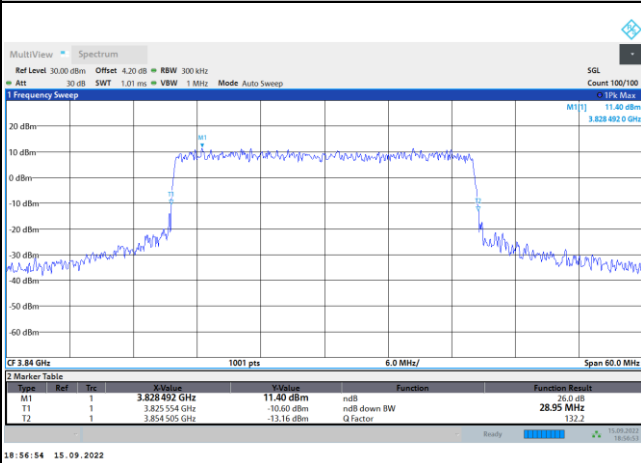 MultiView Spectrum
Ref Level 30.00 dBm Offset 4.20 dB RBW 300 kHz SGL
Att 30 dB SWT 1.01 ms VBW 1 MHz Mode Auto Sweep Count 100/100
1 Frequency Sweep 1Pk Max
M1[1] 11.40 dBm
3.828 492 0 GHz
20 dBm
M1
10 dBm
0 dBm
T1
T2
-10 dBm
-20 dBm
-30 dBm
-40 dBm
-50 dBm
-60 dBm
CF 3.84 GHz 1001 pts 6.0 MHz/ Span 60.0 MHz
2 Marker Table
Type Ref Trc X-Value Y-Value Function Function Result
M1 1 3.828 492 GHz 11.40 dBm ndB 26.0 dB
T1 1 3.825 554 GHz -10.60 dBm ndB down BW 28.95 MHz
T2 1 3.854 505 GHz -13.16 dBm Q Factor 132.2
Ready 15.09.2022
18:56:53
18:56:54 15.09.2022